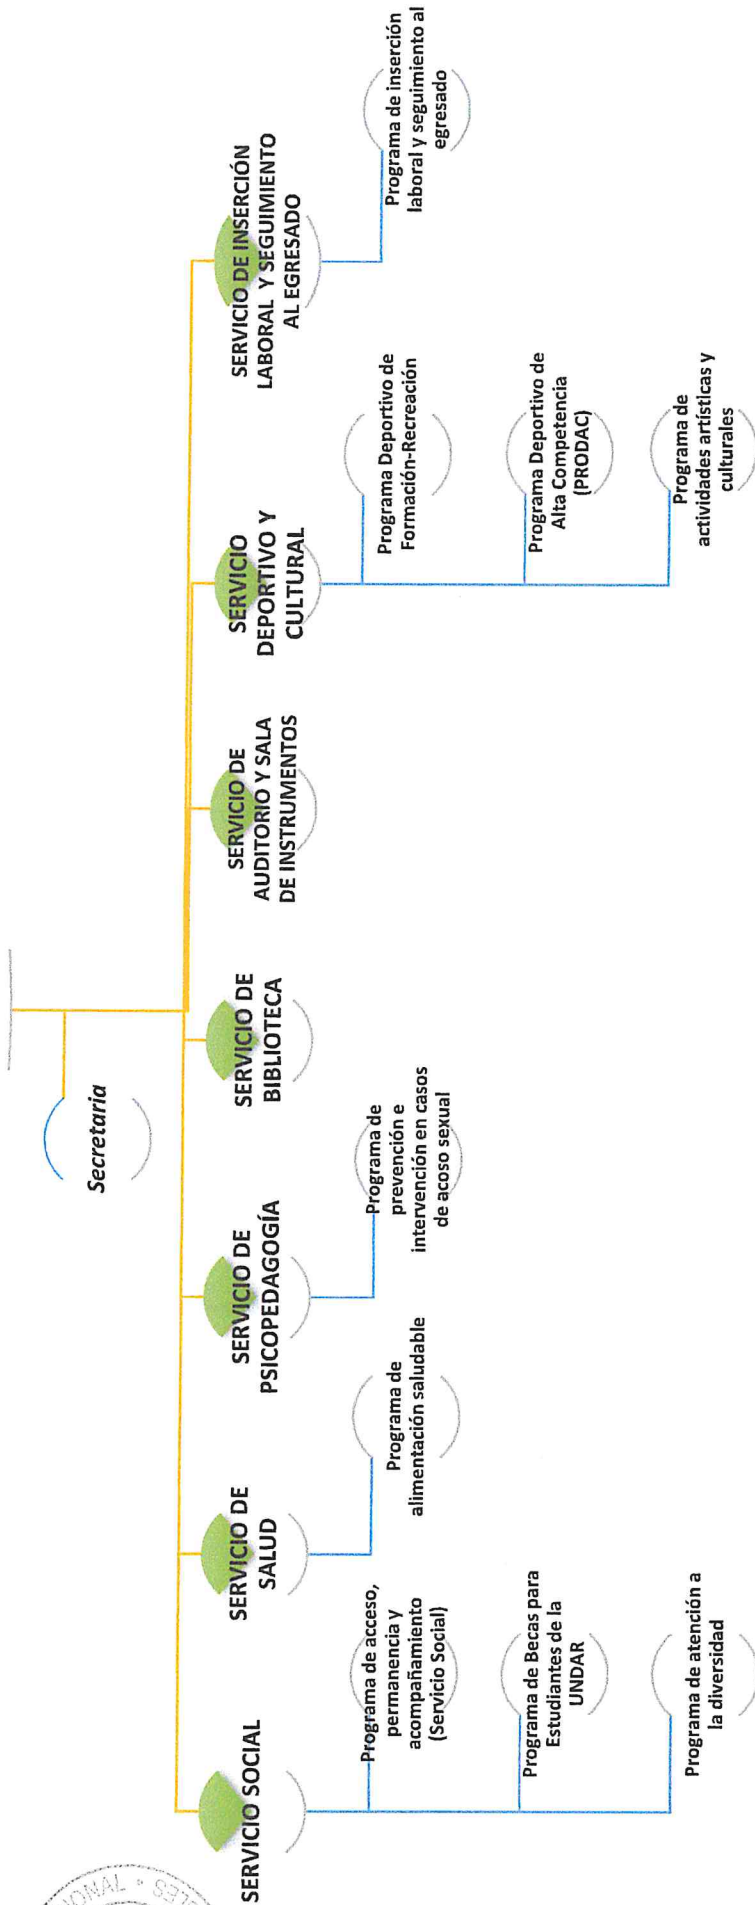 Secretaria
SERVICIO SOCIAL
Programa de acceso,
permanencia y
acompañamiento
(Servicio Social)
Programa de Becas para
Estudiantes de la
UNDAR
Programa de atención a
la diversidad
SERVICIO DE
SALUD
Programa de
alimentación saludable
SERVICIO DE
PSICOPEDAGOGÍA
Programa de
prevención e
intervención en casos
de acoso sexual
SERVICIO DE
BIBLIOTECA
SERVICIO DE
AUDITORIO Y SALA
DE INSTRUMENTOS
SERVICIO
DEPORTIVO Y
CULTURAL
Programa Deportivo de
Formación-Recreación
Programa Deportivo de
Alta Competencia
(PRODAC)
Programa de
actividades artísticas y
culturales
SERVICIO DE INSERCIÓN
LABORAL Y SEGUIMIENTO
AL EGRESADO
Programa de inserción
laboral y seguimiento al
egresado